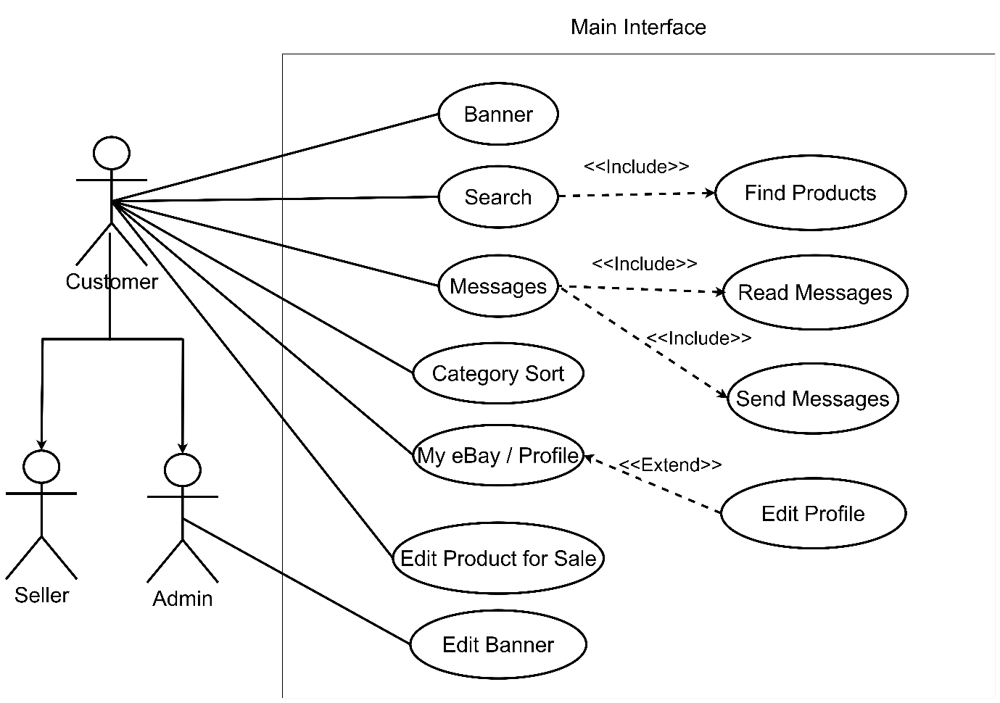 Main Interface
Banner
<<Include>>
Search
Find Products
<<Include>>
Customer
Messages
Read Messages
<<Include>>
Category Sort
Send Messages
My eBay / Profile
<<Extend>>
Edit Profile
Edit Product for Sale
Seller
Admin
Edit Banner